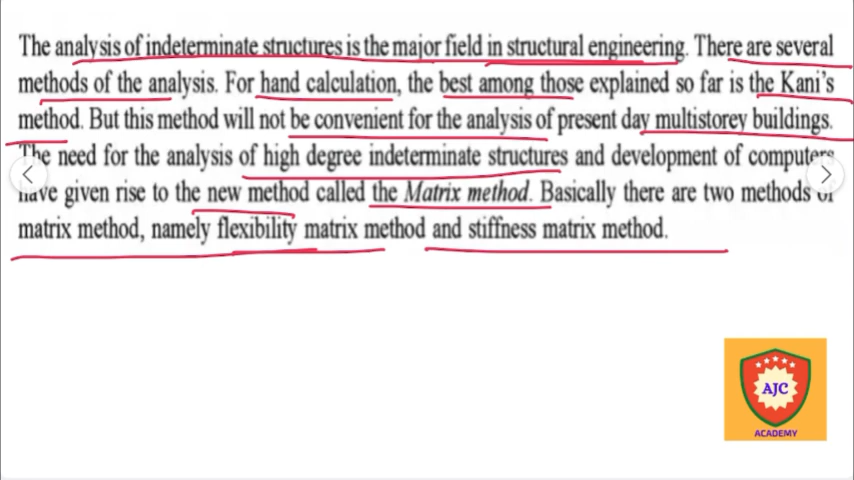 The analysis of indeterminate structures is the major field in structural engineering. There are several
methods of the analysis. For hand calculation, the best among those explained so far is the Kani's
method. But this method will not be convenient for the analysis of present day multistorey buildings.
The need for the analysis of high degree indeterminate structures and development of computers
have given rise to the new method called the Matrix method. Basically there are two methods of
matrix method, namely flexibility matrix method and stiffness matrix method.
AJC
ACADEMY